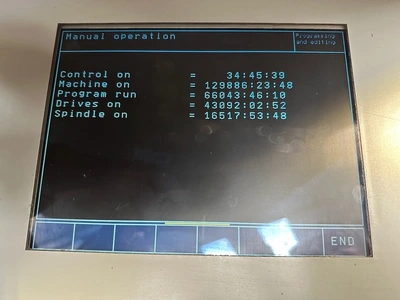 Manual operation
Programming
and editing
Control on = 34:45:39
Machine on = 129886:23:48
Program run = 66043:46:10
Drives on = 43092:02:52
Spindle on = 16517:53:48
END